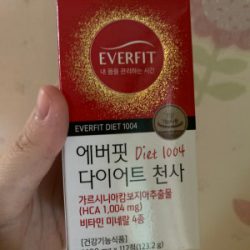 EVERFIT
내 몸을 관리하는 시간
EVERFIT DIET 1004
에버핏 Diet 1004
다이어트 천사
가르시니아캄보지아추출물
(HCA 1,004 mg)
비타민 미네랄 4종
[건강기능식품]
(123.2 g)